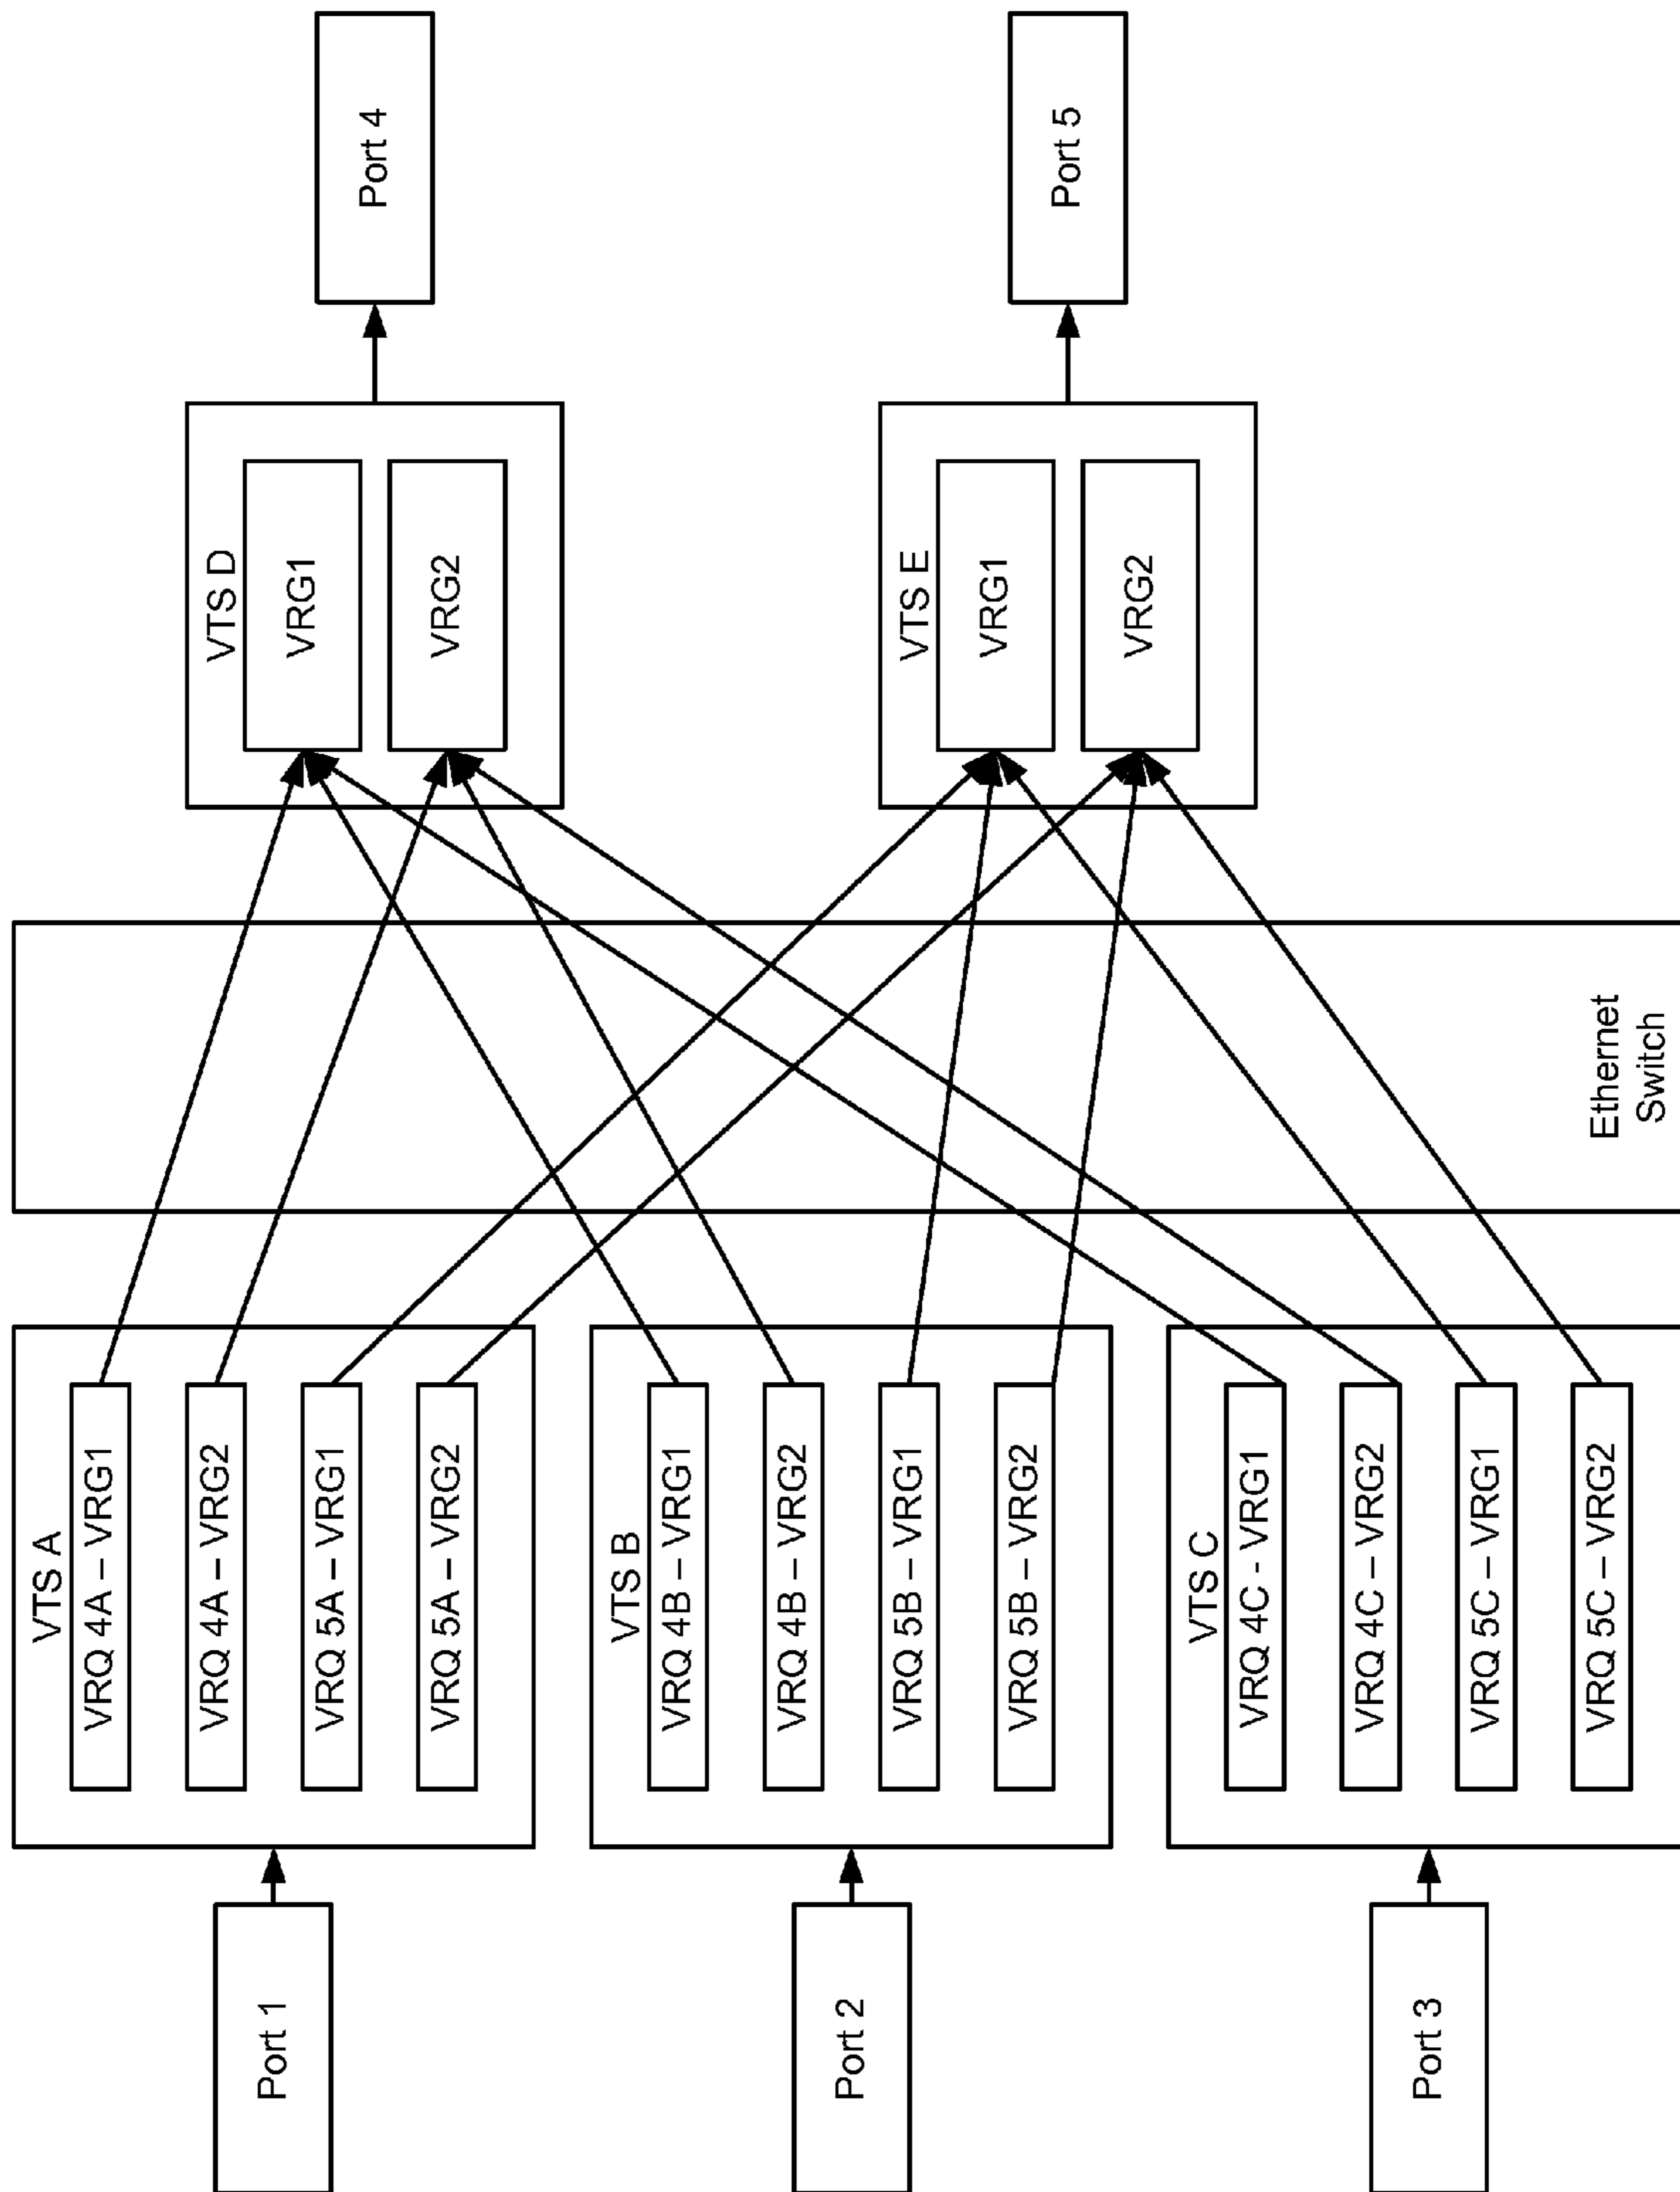 Port 1
Port 2
Port 3
VTS A
VRQ 4A – VRG1
VRQ 4A – VRG2
VRQ 5A – VRG1
VRQ 5A – VRG2
VTS B
VRQ 4B – VRG1
VRQ 4B – VRG2
VRQ 5B – VRG1
VRQ 5B – VRG2
VTS C
VRQ 4C - VRG1
VRQ 4C – VRG2
VRQ 5C – VRG1
VRQ 5C – VRG2
Ethernet
Switch
VTS D
VRG1
VRG2
VTS E
VRG1
VRG2
Port 4
Port 5